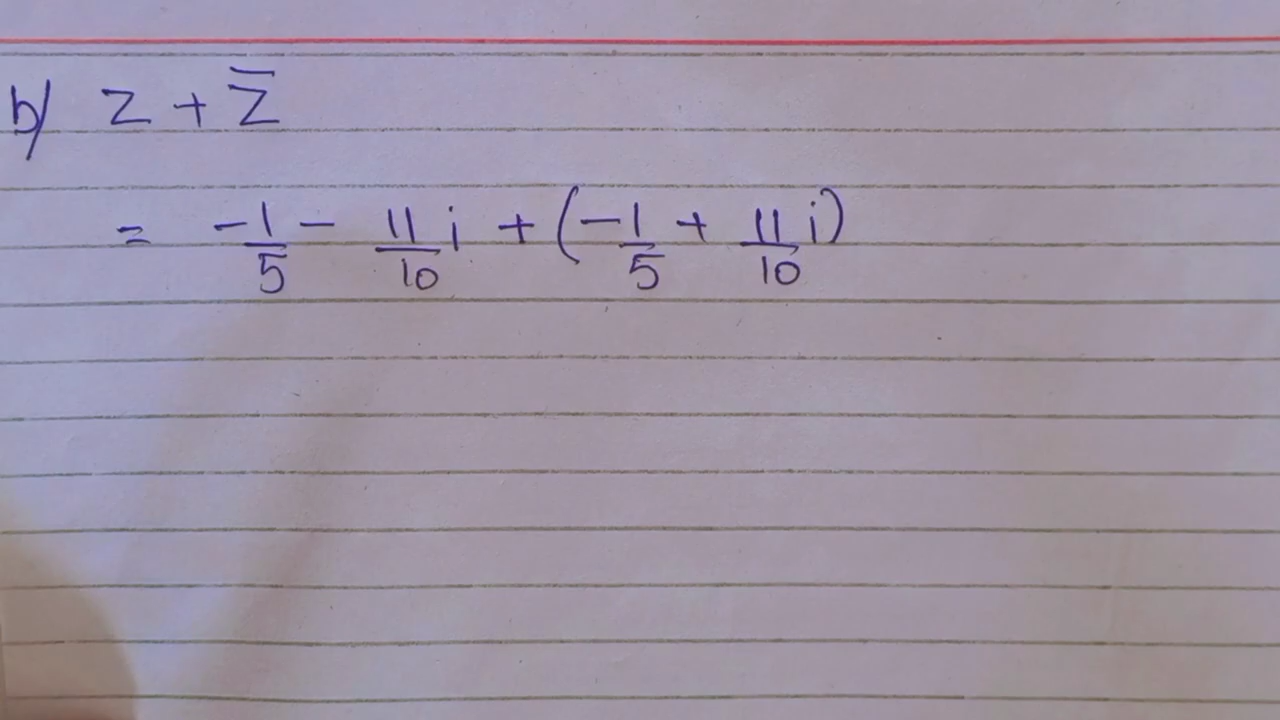 b) z + z̅
= -1/5 - 11/10 i + (-1/5 + 11/10 i)